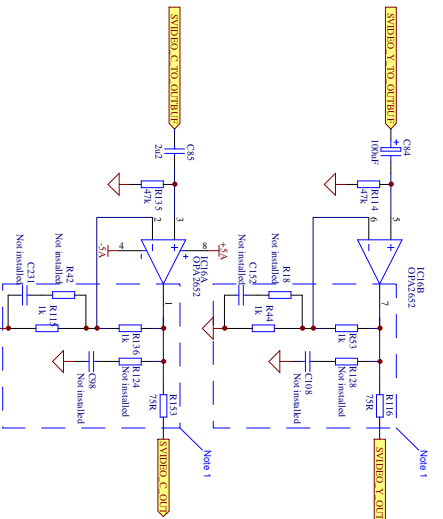 SVIDEO_Y_TO_OUTBUF
C84
100uF
+
R114
47k
5
6
7
IC16B
OPA2652
R18
Not installed
C152
Not installed
R44
1k
R53
1k
R128
Not installed
C108
Not installed
R116
75R
SVIDEO_Y_OUT
Note 1
SVIDEO_C_TO_OUTBUF
C85
2u2
R135
47k
3
2
1
8
+5A
4
-5A
IC16A
OPA2652
R42
Not installed
C231
Not installed
R115
1k
R136
1k
R124
Not installed
C98
Not installed
R153
75R
SVIDEO_C_OUT
Note 1